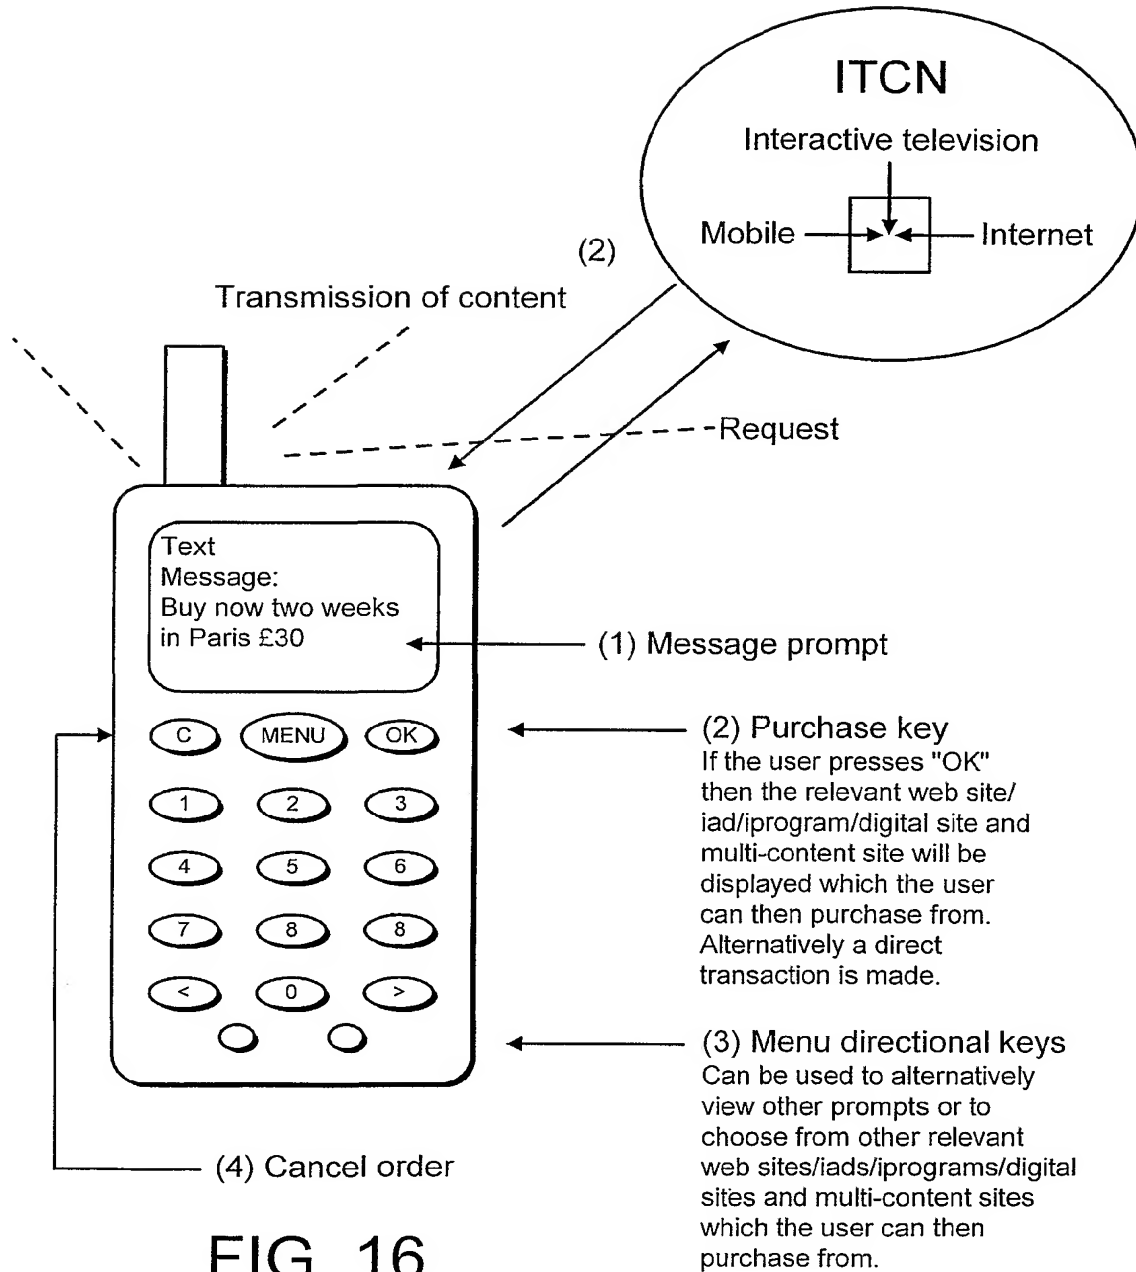 ITCN
Interactive television
Mobile
Internet
(2)
Transmission of content
Request
Text
Message:
Buy now two weeks
in Paris £30
(1) Message prompt
C
MENU
OK
(2) Purchase key
If the user presses "OK"
then the relevant web site/
iad/iprogram/digital site and
multi-content site will be
displayed which the user
can then purchase from.
Alternatively a direct
transaction is made.
1
2
3
4
5
6
7
8
8
<
0
>
(3) Menu directional keys
Can be used to alternatively
view other prompts or to
choose from other relevant
web sites/iads/iprograms/digital
sites and multi-content sites
which the user can then
purchase from.
(4) Cancel order
FIG. 16